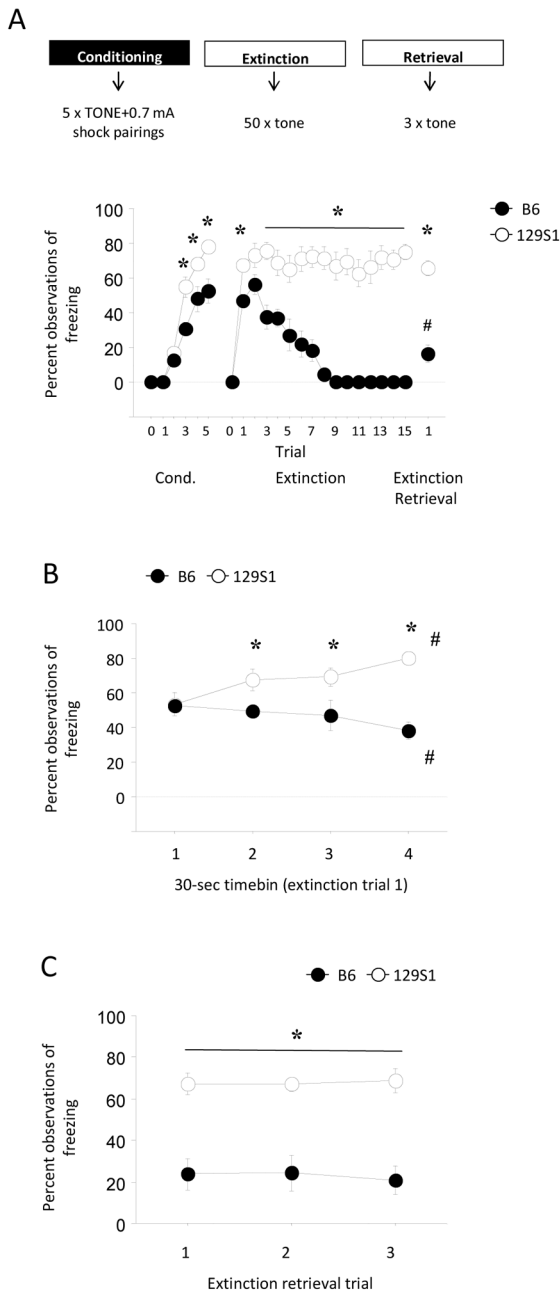 A
Conditioning Extinction Retrieval
5 x TONE+0.7 mA
shock pairings
50 x tone
3 x tone
B6
129S1
Percent observations of
freezing
100
80
60
40
20
0
* * * * * *
#
0 1 3 5 0 1 3 5 7 9 11 13 15 1
Trial
Cond. Extinction Extinction
Retrieval
B
B6 129S1
Percent observations of
freezing
100
80
60
40
20
0
* * * #
#
1 2 3 4
30-sec timebin (extinction trial 1)
C
B6 129S1
Percent observations of
freezing
100
80
60
40
20
0
*
1 2 3
Extinction retrieval trial